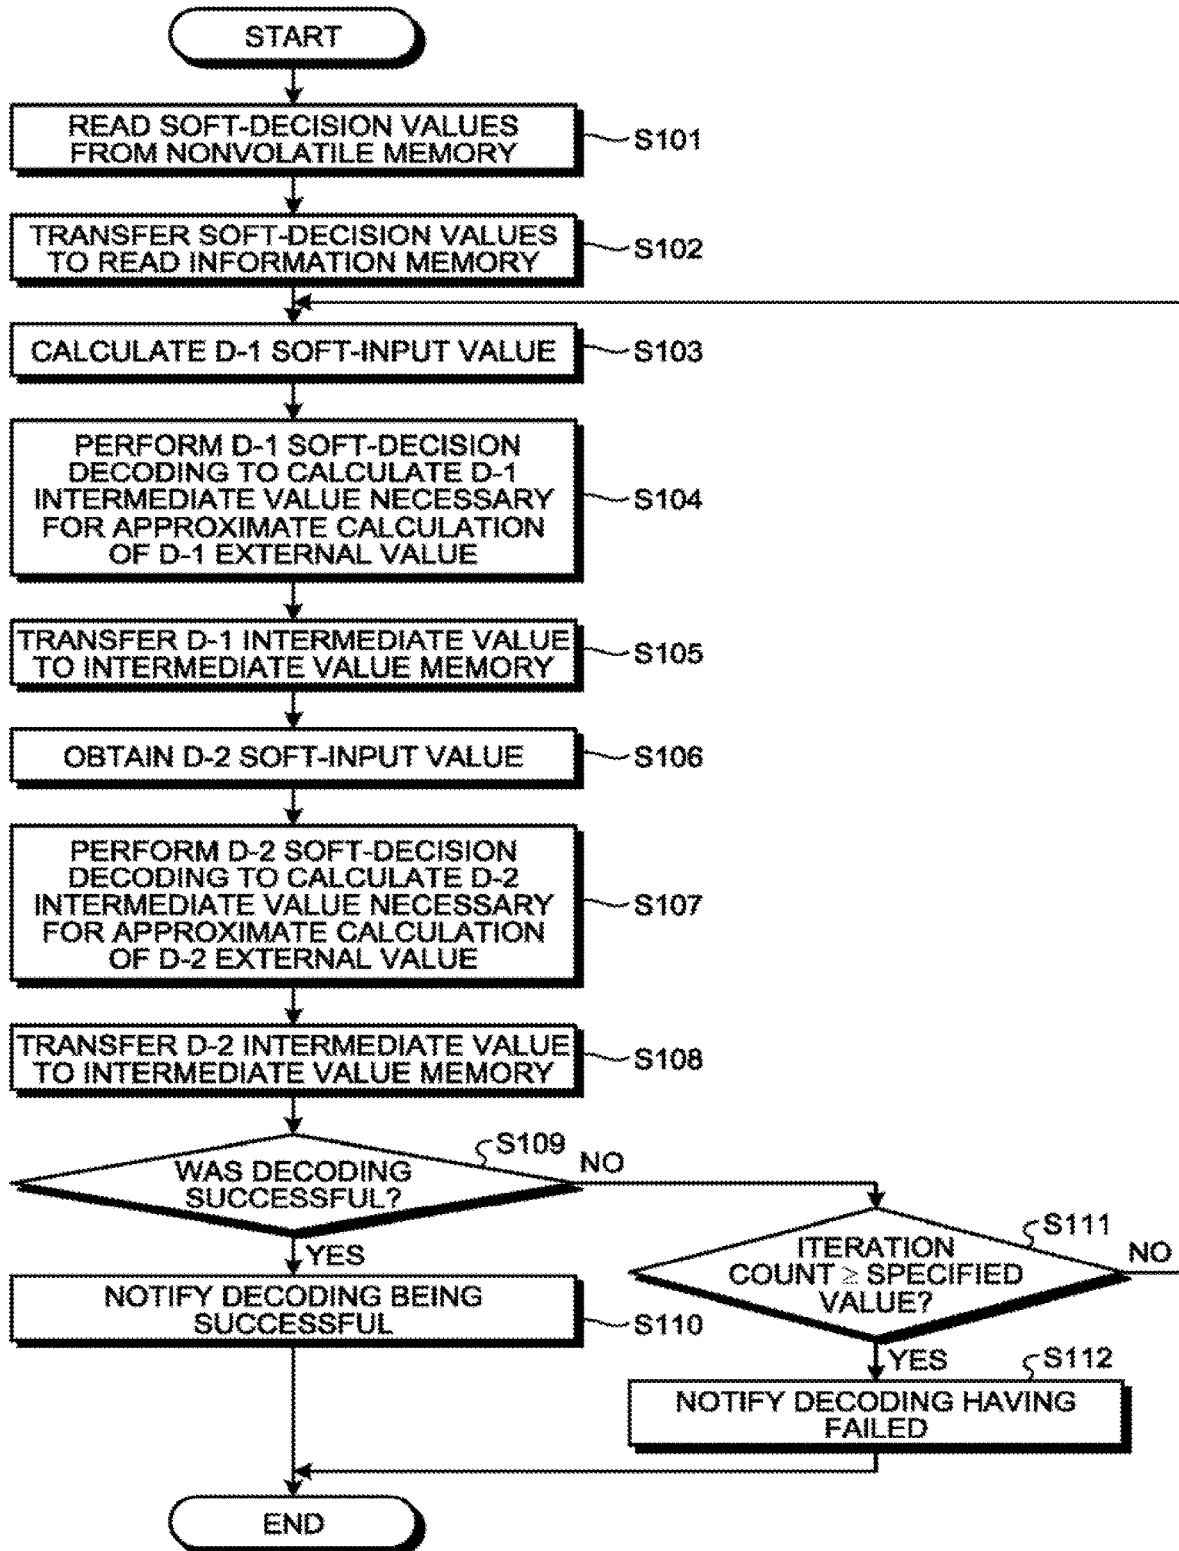 START
READ SOFT-DECISION VALUES
FROM NONVOLATILE MEMORY
S101
TRANSFER SOFT-DECISION VALUES
TO READ INFORMATION MEMORY
S102
CALCULATE D-1 SOFT-INPUT VALUE
S103
PERFORM D-1 SOFT-DECISION
DECODING TO CALCULATE D-1
INTERMEDIATE VALUE NECESSARY
FOR APPROXIMATE CALCULATION
OF D-1 EXTERNAL VALUE
S104
TRANSFER D-1 INTERMEDIATE VALUE
TO INTERMEDIATE VALUE MEMORY
S105
OBTAIN D-2 SOFT-INPUT VALUE
S106
PERFORM D-2 SOFT-DECISION
DECODING TO CALCULATE D-2
INTERMEDIATE VALUE NECESSARY
FOR APPROXIMATE CALCULATION
OF D-2 EXTERNAL VALUE
S107
TRANSFER D-2 INTERMEDIATE VALUE
TO INTERMEDIATE VALUE MEMORY
S108
WAS DECODING
SUCCESSFUL?
S109
NO
YES
NOTIFY DECODING BEING
SUCCESSFUL
S110
ITERATION
COUNT ≥ SPECIFIED
VALUE?
S111
NO
YES
NOTIFY DECODING HAVING
FAILED
S112
END